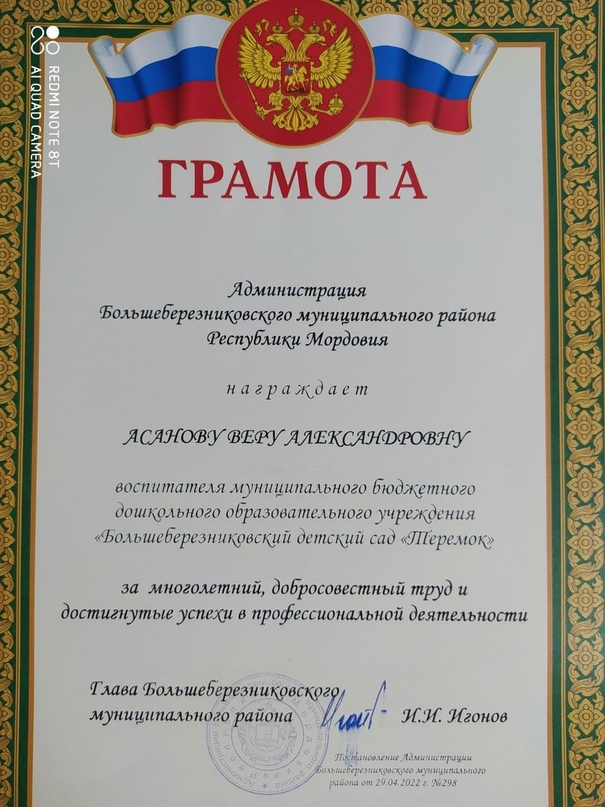 REDMI NOTE 8T
AI QUAD CAMERA
ГРАМОТА
Администрация
Большеберезниковского муниципального района
Республики Мордовия
награждает
АСАНОВУ ВЕРУ АЛЕКСАНДРОВНУ
воспитателя муниципального бюджетного
дошкольного образовательного учреждения
«Большеберезниковский детский сад «Теремок»
за многолетний, добросовестный труд и
достигнутые успехи в профессиональной деятельности
Глава Большеберезниковского
муниципального района И.И. Игонов
Постановление Администрации
Большеберезниковского муниципального
района от 29.04.2022 г. №298